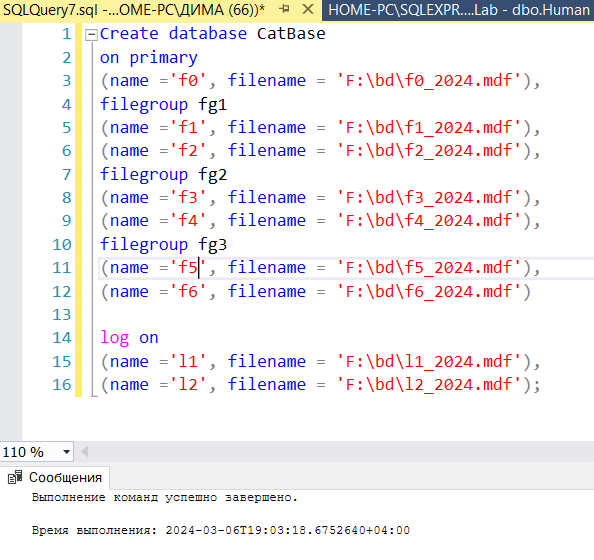 SQLQuery7.sql -...OME-PC\ДИМА (66))* HOME-PC\SQLEXPR....Lab - dbo.Human
1 Create database CatBase
2 on primary
3 (name ='f0', filename = 'F:\bd\f0_2024.mdf'),
4 filegroup fg1
5 (name ='f1', filename = 'F:\bd\f1_2024.mdf'),
6 (name ='f2', filename = 'F:\bd\f2_2024.mdf'),
7 filegroup fg2
8 (name ='f3', filename = 'F:\bd\f3_2024.mdf'),
9 (name ='f4', filename = 'F:\bd\f4_2024.mdf'),
10 filegroup fg3
11 (name ='f5', filename = 'F:\bd\f5_2024.mdf'),
12 (name ='f6', filename = 'F:\bd\f6_2024.mdf')
13
14 log on
15 (name ='l1', filename = 'F:\bd\l1_2024.mdf'),
16 (name ='l2', filename = 'F:\bd\l2_2024.mdf');
110 %
Сообщения
Выполнение команд успешно завершено.
Время выполнения: 2024-03-06T19:03:18.6752640+04:00